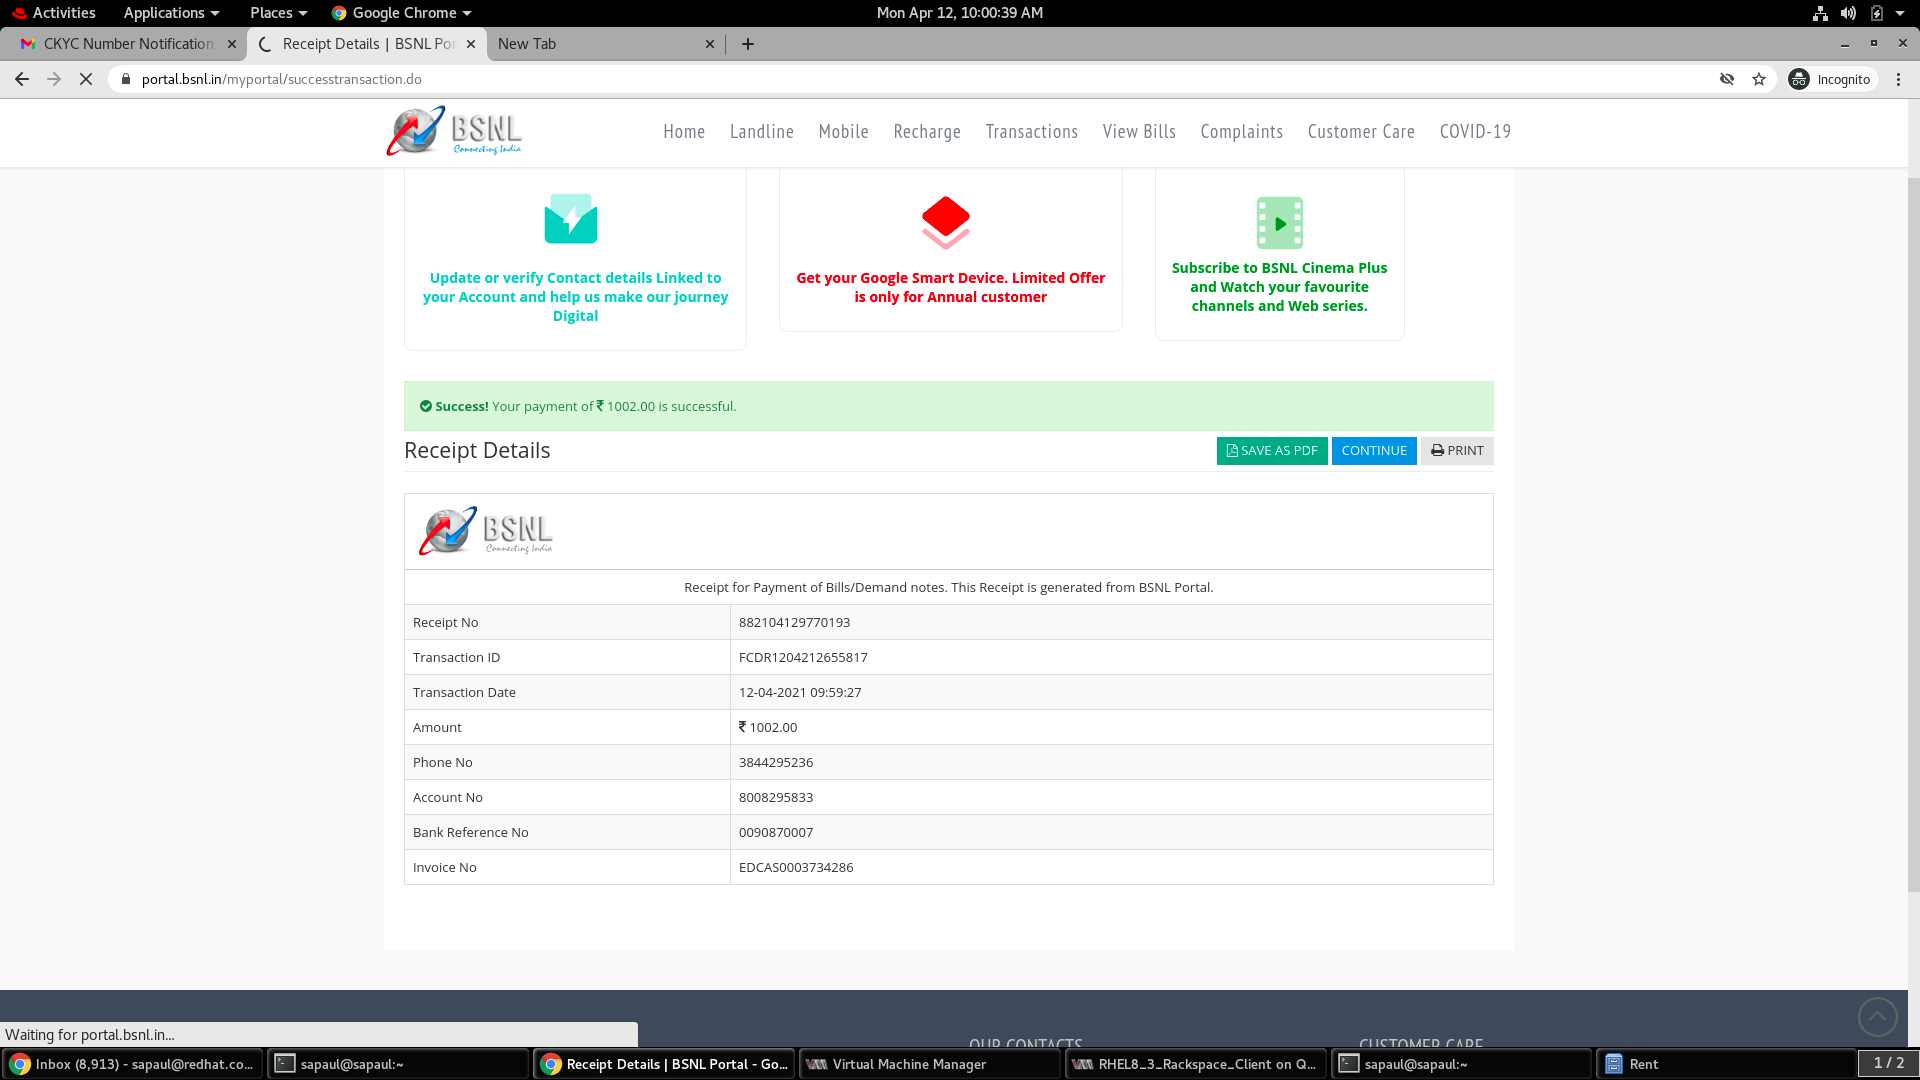 Activities Applications Places Google Chrome Mon Apr 12, 10:00:39 AM
CKYC Number Notification Receipt Details | BSNL Por New Tab
portal.bsnl.in/myportal/successtransaction.do Incognito
BSNL
Connecting India
Home Landline Mobile Recharge Transactions View Bills Complaints Customer Care COVID-19
Update or verify Contact details Linked to
your Account and help us make our journey
Digital
Get your Google Smart Device. Limited Offer
is only for Annual customer
Subscribe to BSNL Cinema Plus
and Watch your favourite
channels and Web series.
Success! Your payment of ₹ 1002.00 is successful.
Receipt Details SAVE AS PDF CONTINUE PRINT
BSNL
Connecting India
Receipt for Payment of Bills/Demand notes. This Receipt is generated from BSNL Portal.
Receipt No 882104129770193
Transaction ID FCDR1204212655817
Transaction Date 12-04-2021 09:59:27
Amount ₹ 1002.00
Phone No 3844295236
Account No 8008295833
Bank Reference No 0090870007
Invoice No EDCAS0003734286
OUR CONTACTS CUSTOMER CARE
Waiting for portal.bsnl.in...
Inbox (8,913) - sapaul@redhat.co... sapaul@sapaul:~ Receipt Details | BSNL Portal - Go... Virtual Machine Manager RHEL8_3_Rackspace_Client on Q... sapaul@sapaul:~ Rent 1 / 2